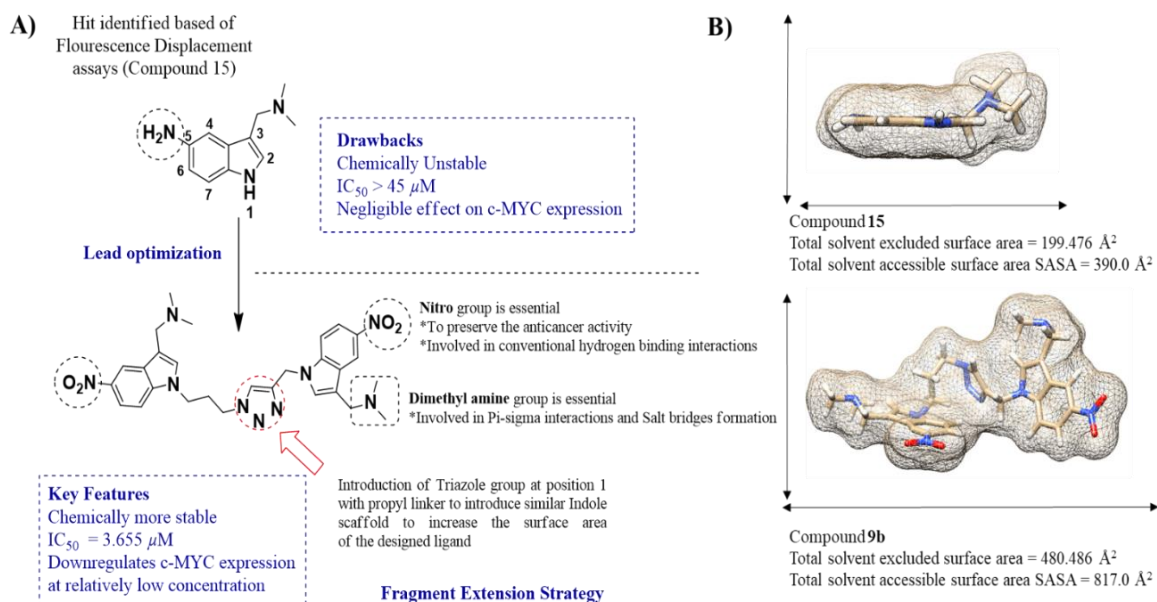 A)
Hit identified based of
Flourescence Displacement
assays (Compound 15)
N
H₂N
5
4
3
2
6
7
N
H
1
Drawbacks
Chemically Unstable
IC₅₀ > 45 µM
Negligible effect on c-MYC expression
Lead optimization
N
O₂N
N
N
N
N
N
NO₂
N
Nitro group is essential
*To preserve the anticancer activity
*Involved in conventional hydrogen binding interactions
Dimethyl amine group is essential
*Involved in Pi-sigma interactions and Salt bridges formation
Key Features
Chemically more stable
IC₅₀ = 3.655 µM
Downregulates c-MYC expression
at relatively low concentration
Introduction of Triazole group at position 1
with propyl linker to introduce similar Indole
scaffold to increase the surface area
of the designed ligand
Fragment Extension Strategy
B)
Compound 15
Total solvent excluded surface area = 199.476 Å²
Total solvent accessible surface area SASA = 390.0 Å²
Compound 9b
Total solvent excluded surface area = 480.486 Å²
Total solvent accessible surface area SASA = 817.0 Å²